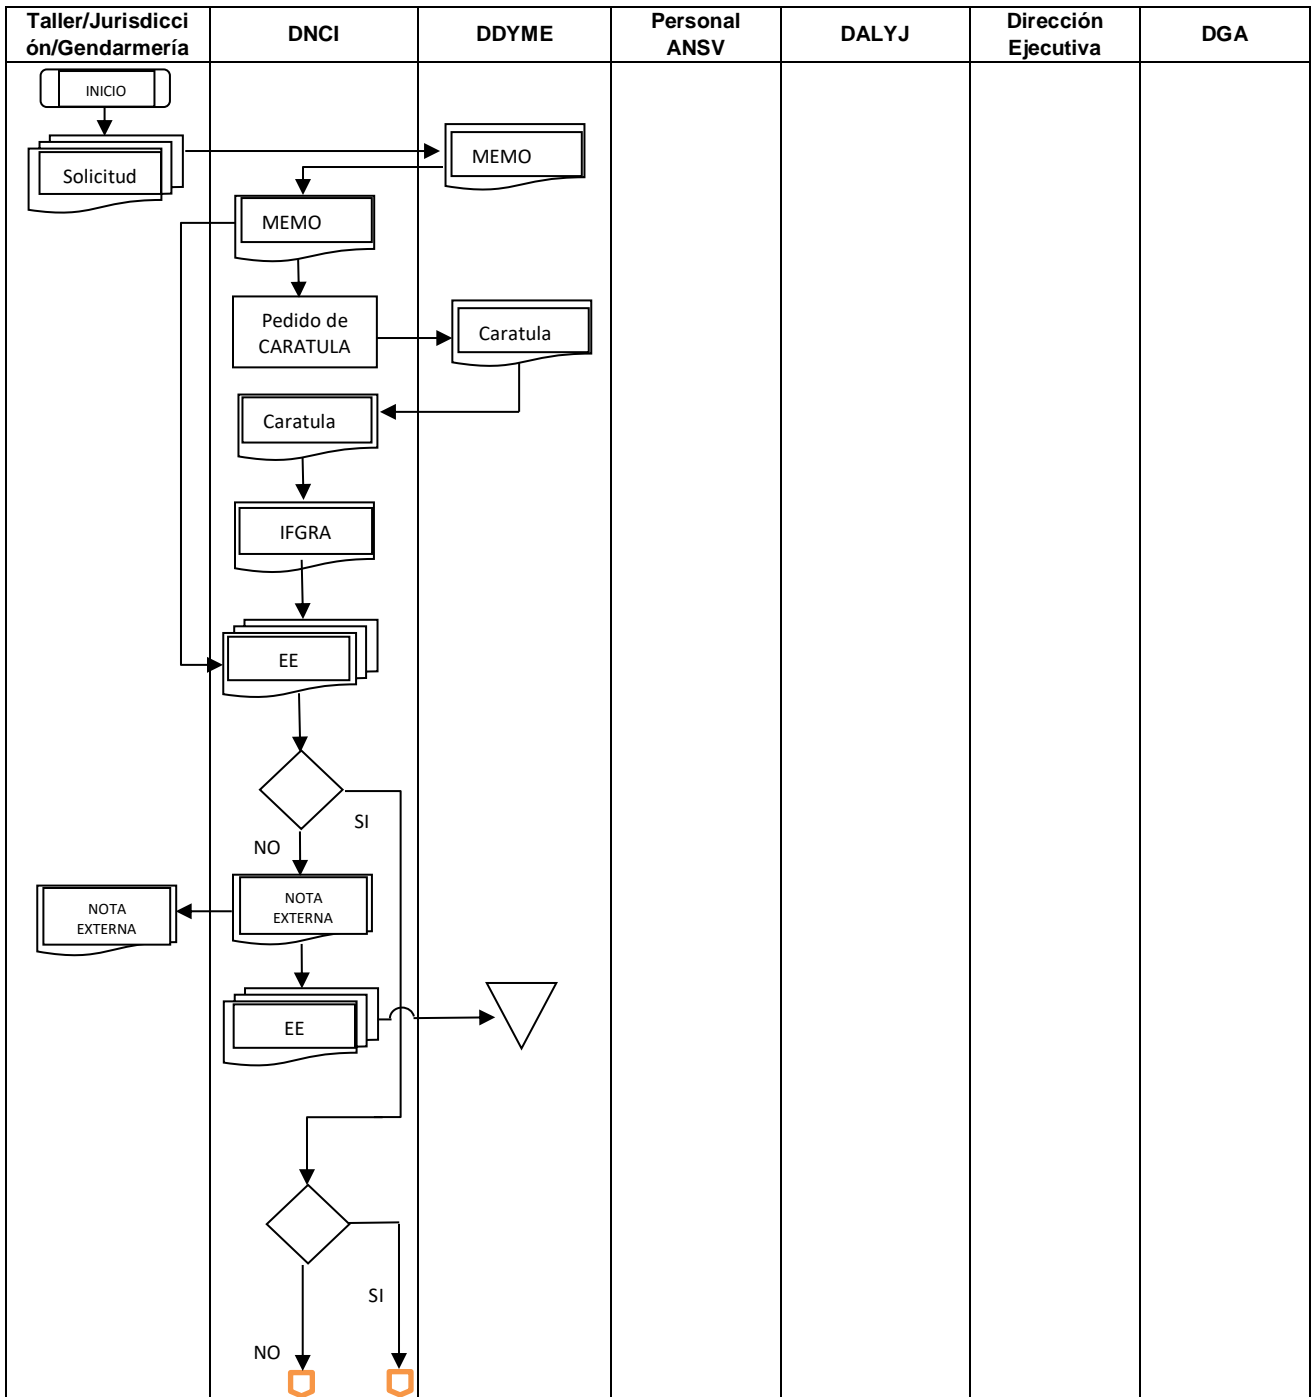 Taller/Jurisdicci
ón/Gendarmería
DNCI
DDYME
Personal
ANSV
DALYJ
Dirección
Ejecutiva
DGA
INICIO
Solicitud
MEMO
MEMO
Pedido de
CARATULA
Caratula
Caratula
IFGRA
EE
SI
NO
NOTA
EXTERNA
NOTA
EXTERNA
EE
SI
NO